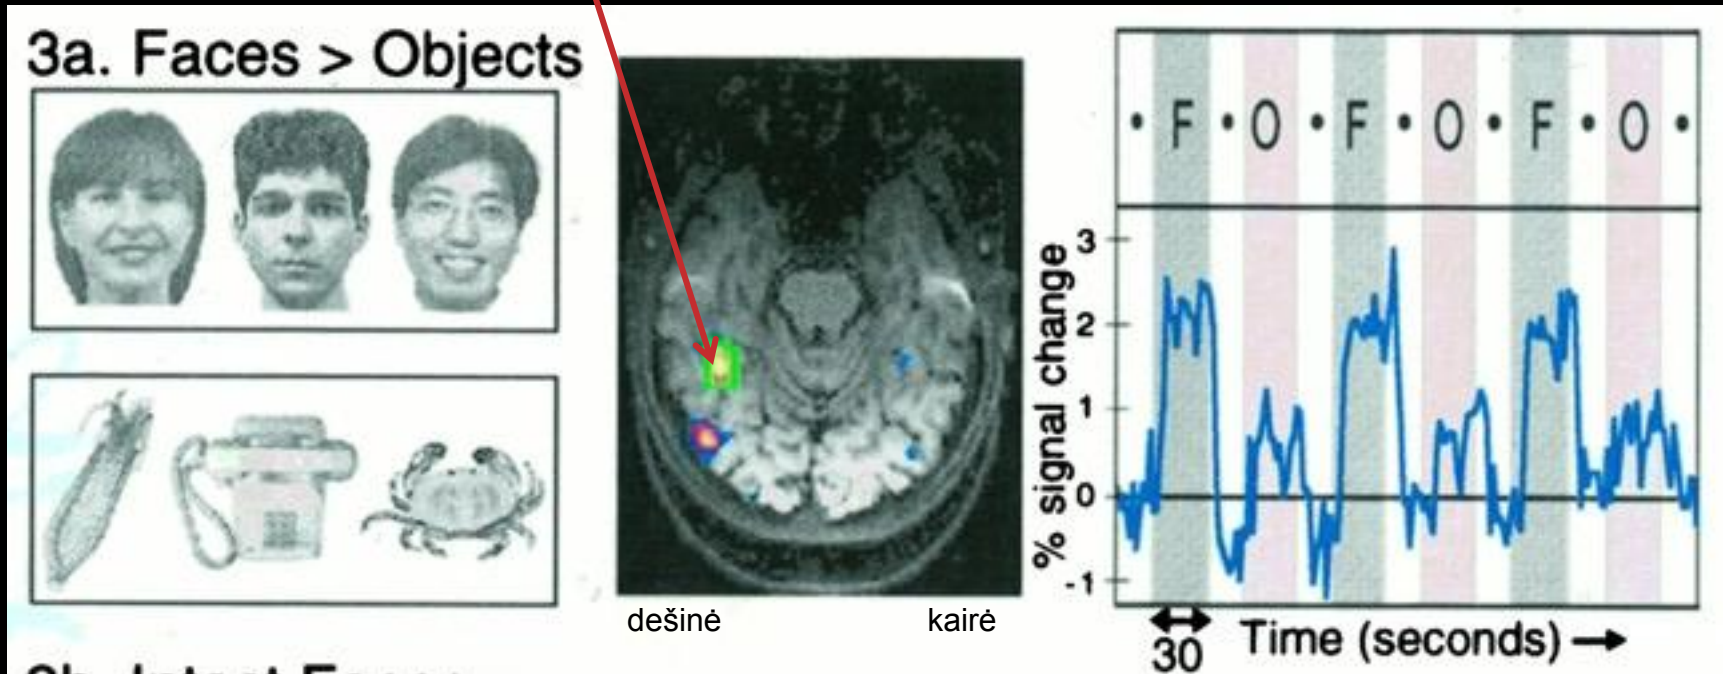 3a. Faces > Objects
· F · O · F · O · F · O ·
% signal change
3
2
1
0
-1
dešinė
kairė
30
Time (seconds) →